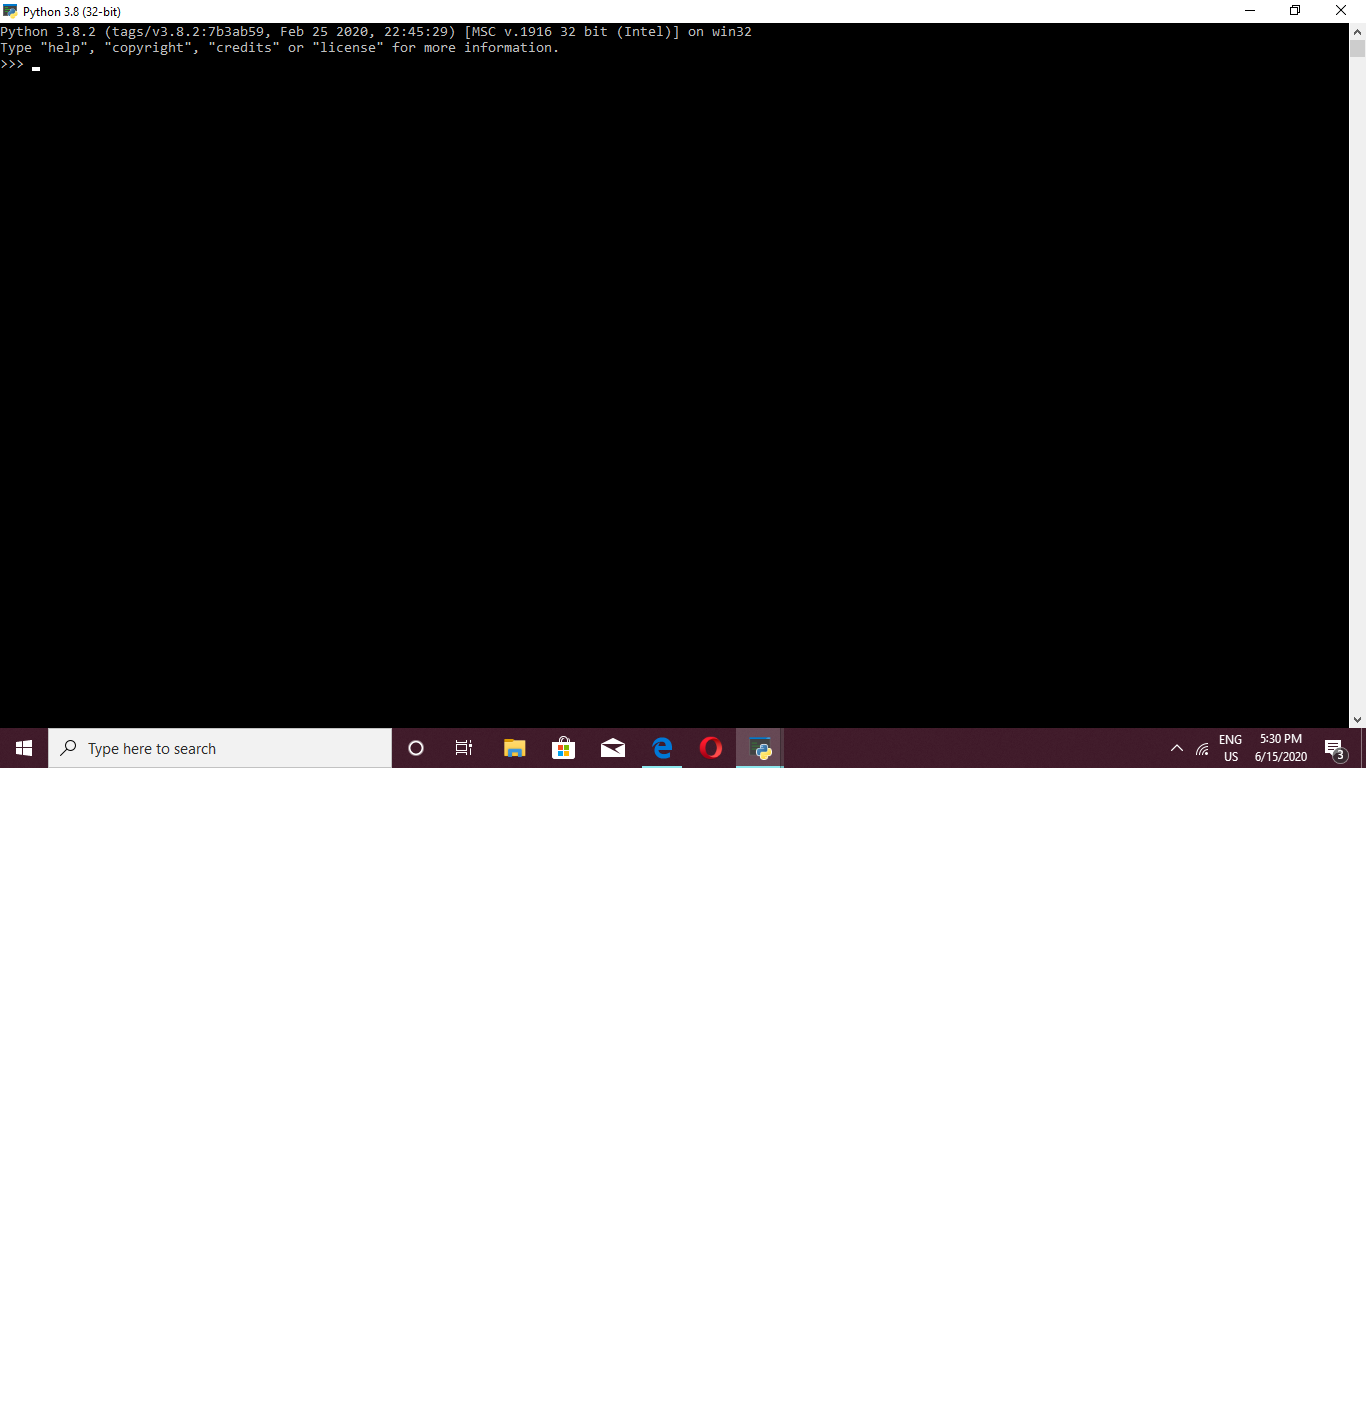 Python 3.8 (32-bit)
Python 3.8.2 (tags/v3.8.2:7b3ab59, Feb 25 2020, 22:45:29) [MSC v.1916 32 bit (Intel)] on win32
Type "help", "copyright", "credits" or "license" for more information.
>>>
Type here to search
ENG
US
5:30 PM
6/15/2020
3